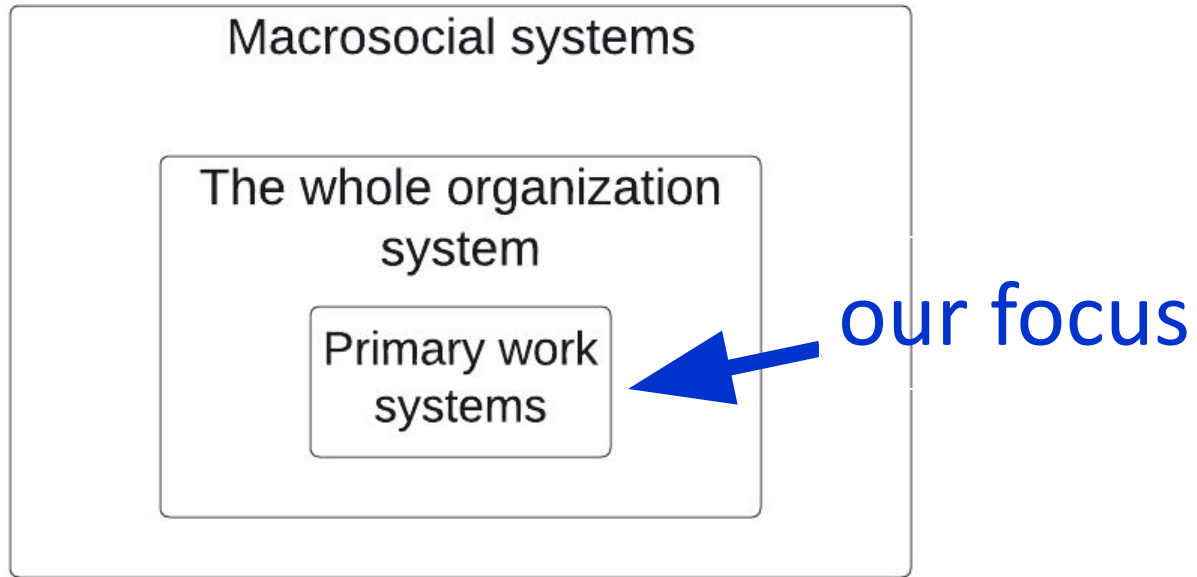 Macrosocial systems
The whole organization
system
Primary work
systems
our focus